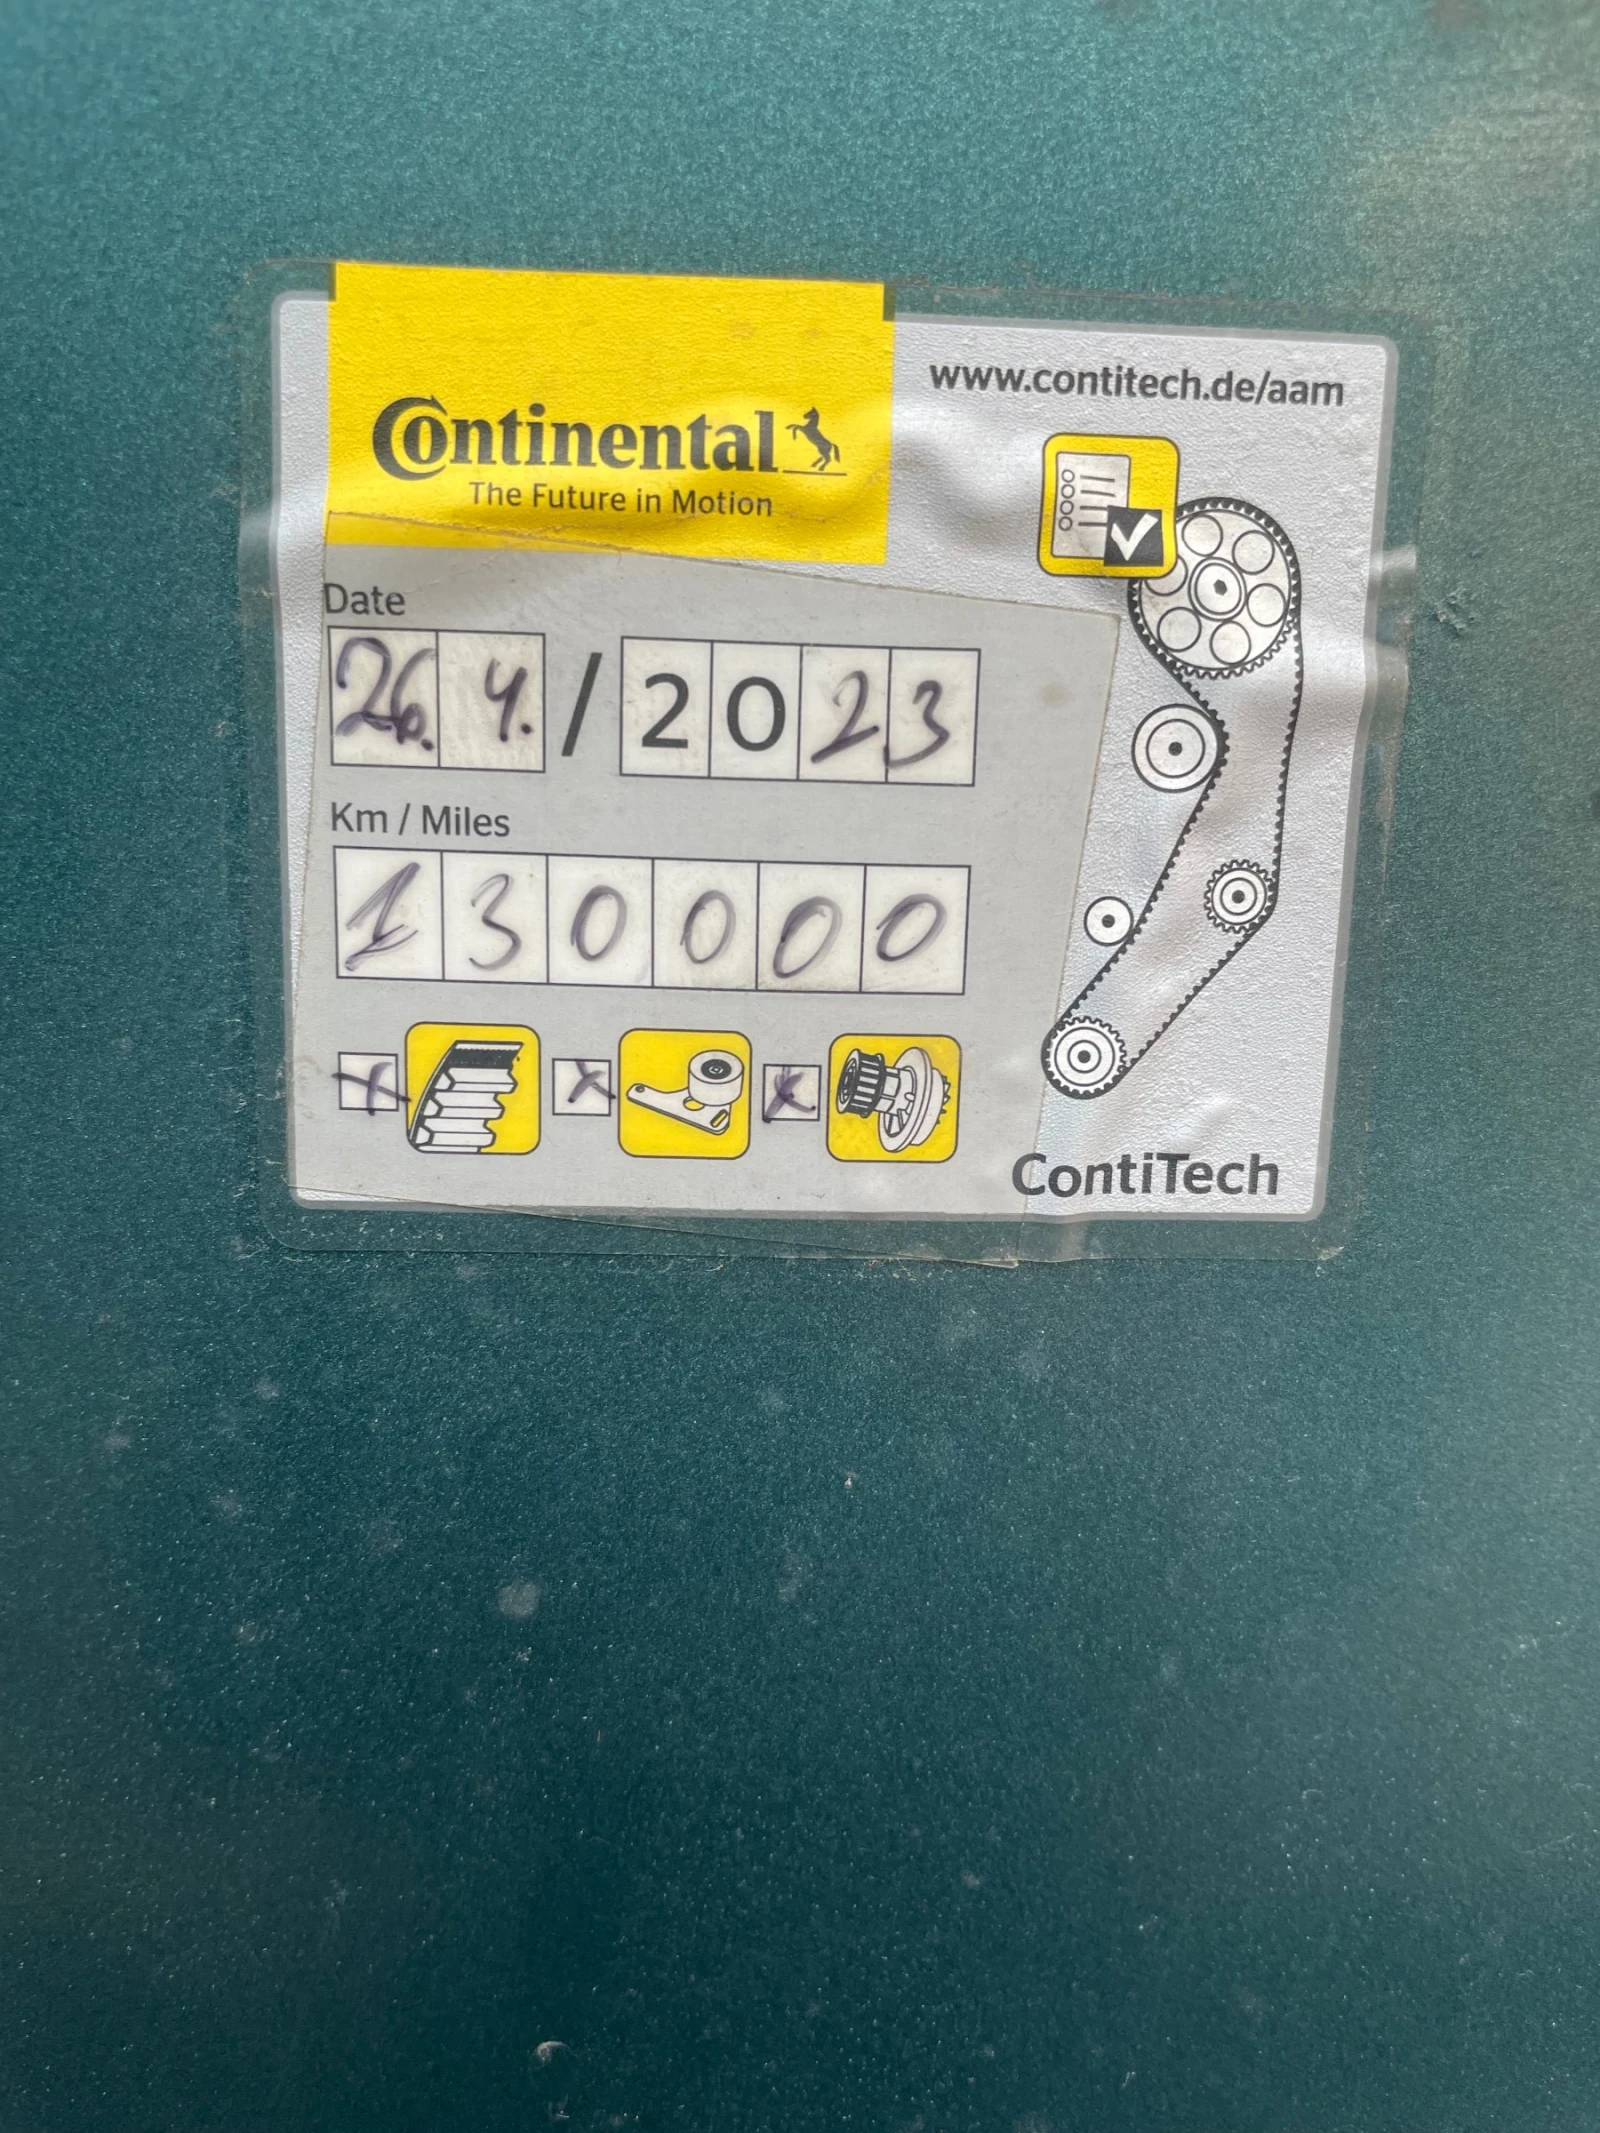 Continental
The Future in Motion
www.contitech.de/aam
Date
26. 4. / 2023
Km / Miles
130000
x x x
ContiTech